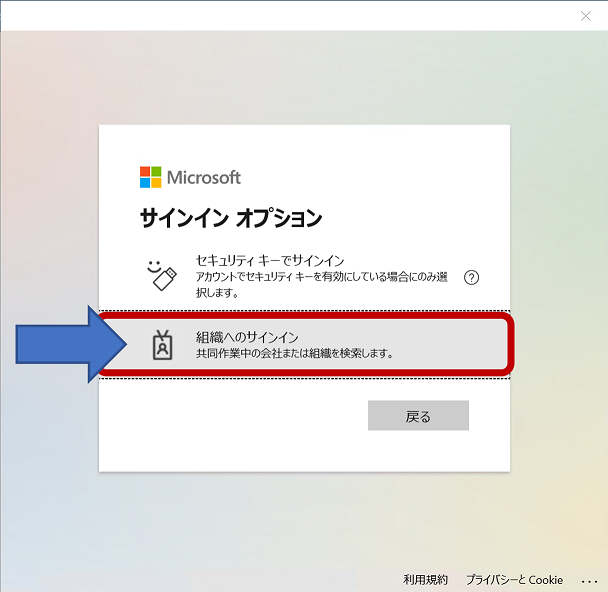 Microsoft
サインイン オプション
セキュリティ キーでサインイン
アカウントでセキュリティ キーを有効にしている場合にのみ選
択します。
組織へのサインイン
共同作業中の会社または組織を検索します。
戻る
利用規約 プライバシーと Cookie ...